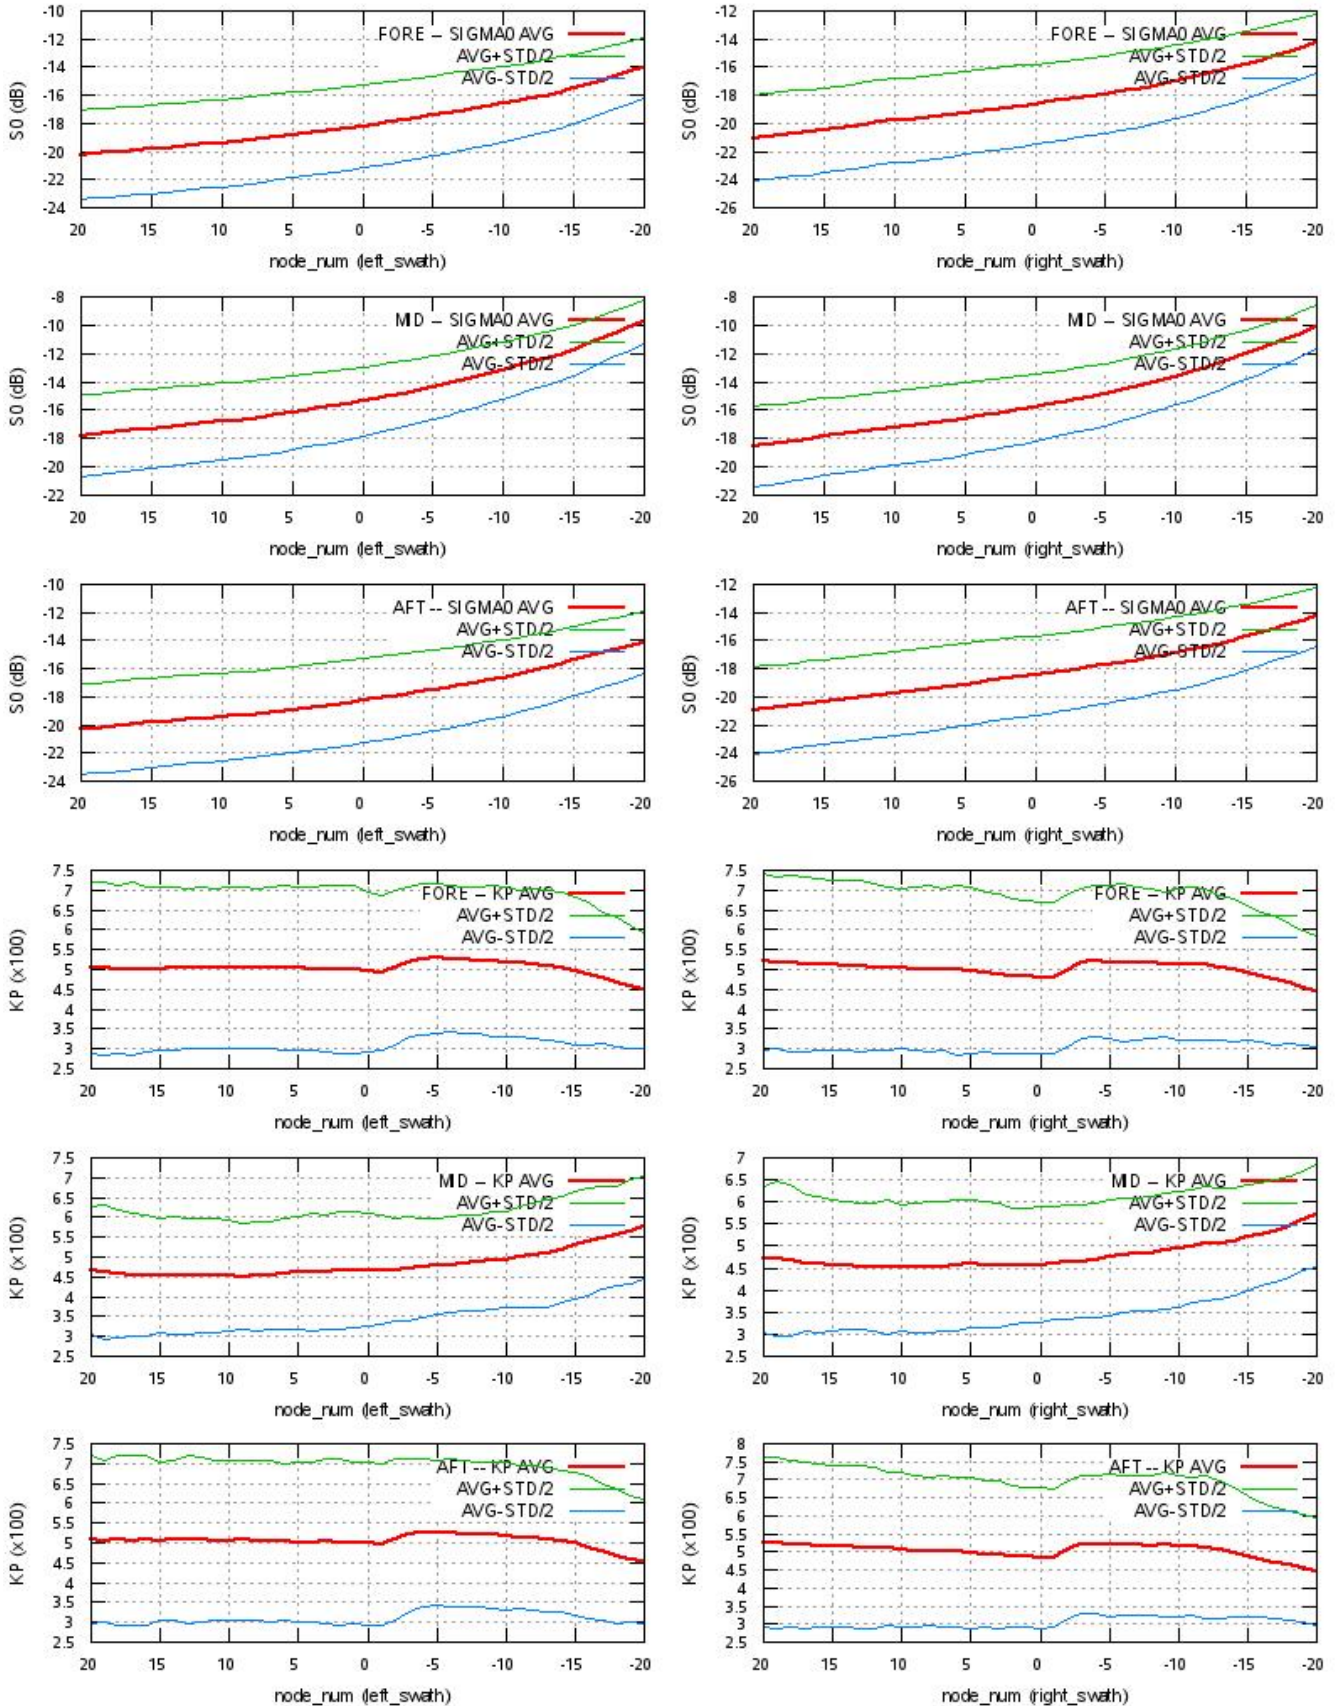 -10
-12
-14
-16
-18
-20
-22
-24
S0 (dB)
FORE -- SIGMA0 AVG
AVG+STD/2
AVG-STD/2
20 15 10 5 0 -5 -10 -15 -20
node_num (left_swath)
-12
-14
-16
-18
-20
-22
-24
-26
S0 (dB)
FORE -- SIGMA0 AVG
AVG+STD/2
AVG-STD/2
20 15 10 5 0 -5 -10 -15 -20
node_num (right_swath)
-8
-10
-12
-14
-16
-18
-20
-22
S0 (dB)
MID -- SIGMA0 AVG
AVG+STD/2
AVG-STD/2
20 15 10 5 0 -5 -10 -15 -20
node_num (left_swath)
-8
-10
-12
-14
-16
-18
-20
-22
S0 (dB)
MID -- SIGMA0 AVG
AVG+STD/2
AVG-STD/2
20 15 10 5 0 -5 -10 -15 -20
node_num (right_swath)
-10
-12
-14
-16
-18
-20
-22
-24
S0 (dB)
AFT -- SIGMA0 AVG
AVG+STD/2
AVG-STD/2
20 15 10 5 0 -5 -10 -15 -20
node_num (left_swath)
-12
-14
-16
-18
-20
-22
-24
-26
S0 (dB)
AFT -- SIGMA0 AVG
AVG+STD/2
AVG-STD/2
20 15 10 5 0 -5 -10 -15 -20
node_num (right_swath)
7.5
7
6.5
6
5.5
5
4.5
4
3.5
3
2.5
KP (x100)
FORE -- KP AVG
AVG+STD/2
AVG-STD/2
20 15 10 5 0 -5 -10 -15 -20
node_num (left_swath)
7.5
7
6.5
6
5.5
5
4.5
4
3.5
3
2.5
KP (x100)
FORE -- KP AVG
AVG+STD/2
AVG-STD/2
20 15 10 5 0 -5 -10 -15 -20
node_num (right_swath)
7.5
7
6.5
6
5.5
5
4.5
4
3.5
3
2.5
KP (x100)
MID -- KP AVG
AVG+STD/2
AVG-STD/2
20 15 10 5 0 -5 -10 -15 -20
node_num (left_swath)
7
6.5
6
5.5
5
4.5
4
3.5
3
2.5
KP (x100)
MID -- KP AVG
AVG+STD/2
AVG-STD/2
20 15 10 5 0 -5 -10 -15 -20
node_num (right_swath)
7.5
7
6.5
6
5.5
5
4.5
4
3.5
3
2.5
KP (x100)
AFT -- KP AVG
AVG+STD/2
AVG-STD/2
20 15 10 5 0 -5 -10 -15 -20
node_num (left_swath)
8
7.5
7
6.5
6
5.5
5
4.5
4
3.5
3
2.5
KP (x100)
AFT -- KP AVG
AVG+STD/2
AVG-STD/2
20 15 10 5 0 -5 -10 -15 -20
node_num (right_swath)